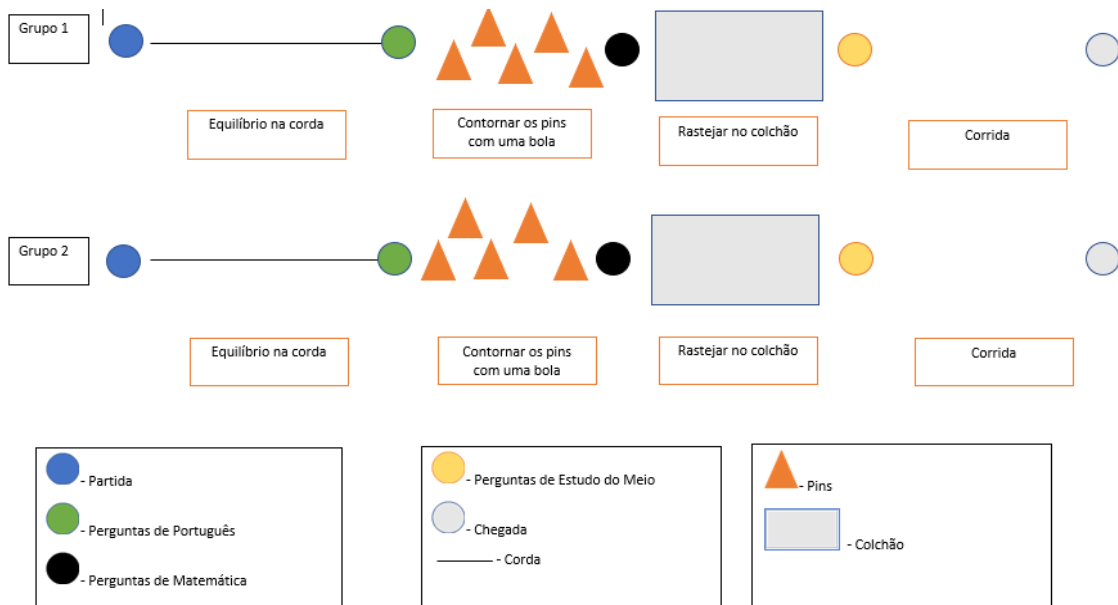 Grupo 1
Equilíbrio na corda
Contornar os pins
com uma bola
Rastejar no colchão
Corrida
Grupo 2
Equilíbrio na corda
Contornar os pins
com uma bola
Rastejar no colchão
Corrida
- Partida
- Perguntas de Português
- Perguntas de Matemática
- Perguntas de Estudo do Meio
- Chegada
- Corda
- Pins
- Colchão